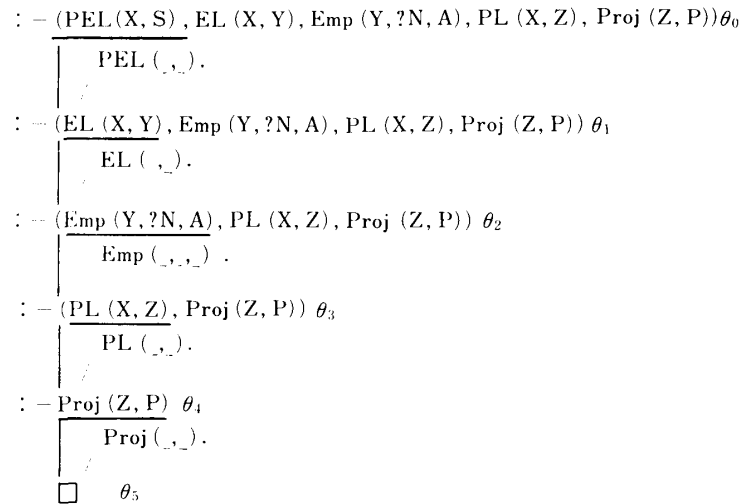 : − (PEL (X, S) , EL (X, Y), Emp (Y, ?N, A), PL (X, Z) , Proj (Z, P))θ₀
PEL (_,_).
: − (EL (X, Y) , Emp (Y, ?N, A), PL (X, Z) , Proj (Z, P)) θ₁
EL (_,_).
: − (Emp (Y, ?N, A) , PL (X, Z) , Proj (Z, P)) θ₂
Emp (_,_,_) .
: − (PL (X, Z) , Proj (Z, P)) θ₃
PL (_,_).
: − Proj (Z, P) θ₄
Proj (_,_).
□ θ₅